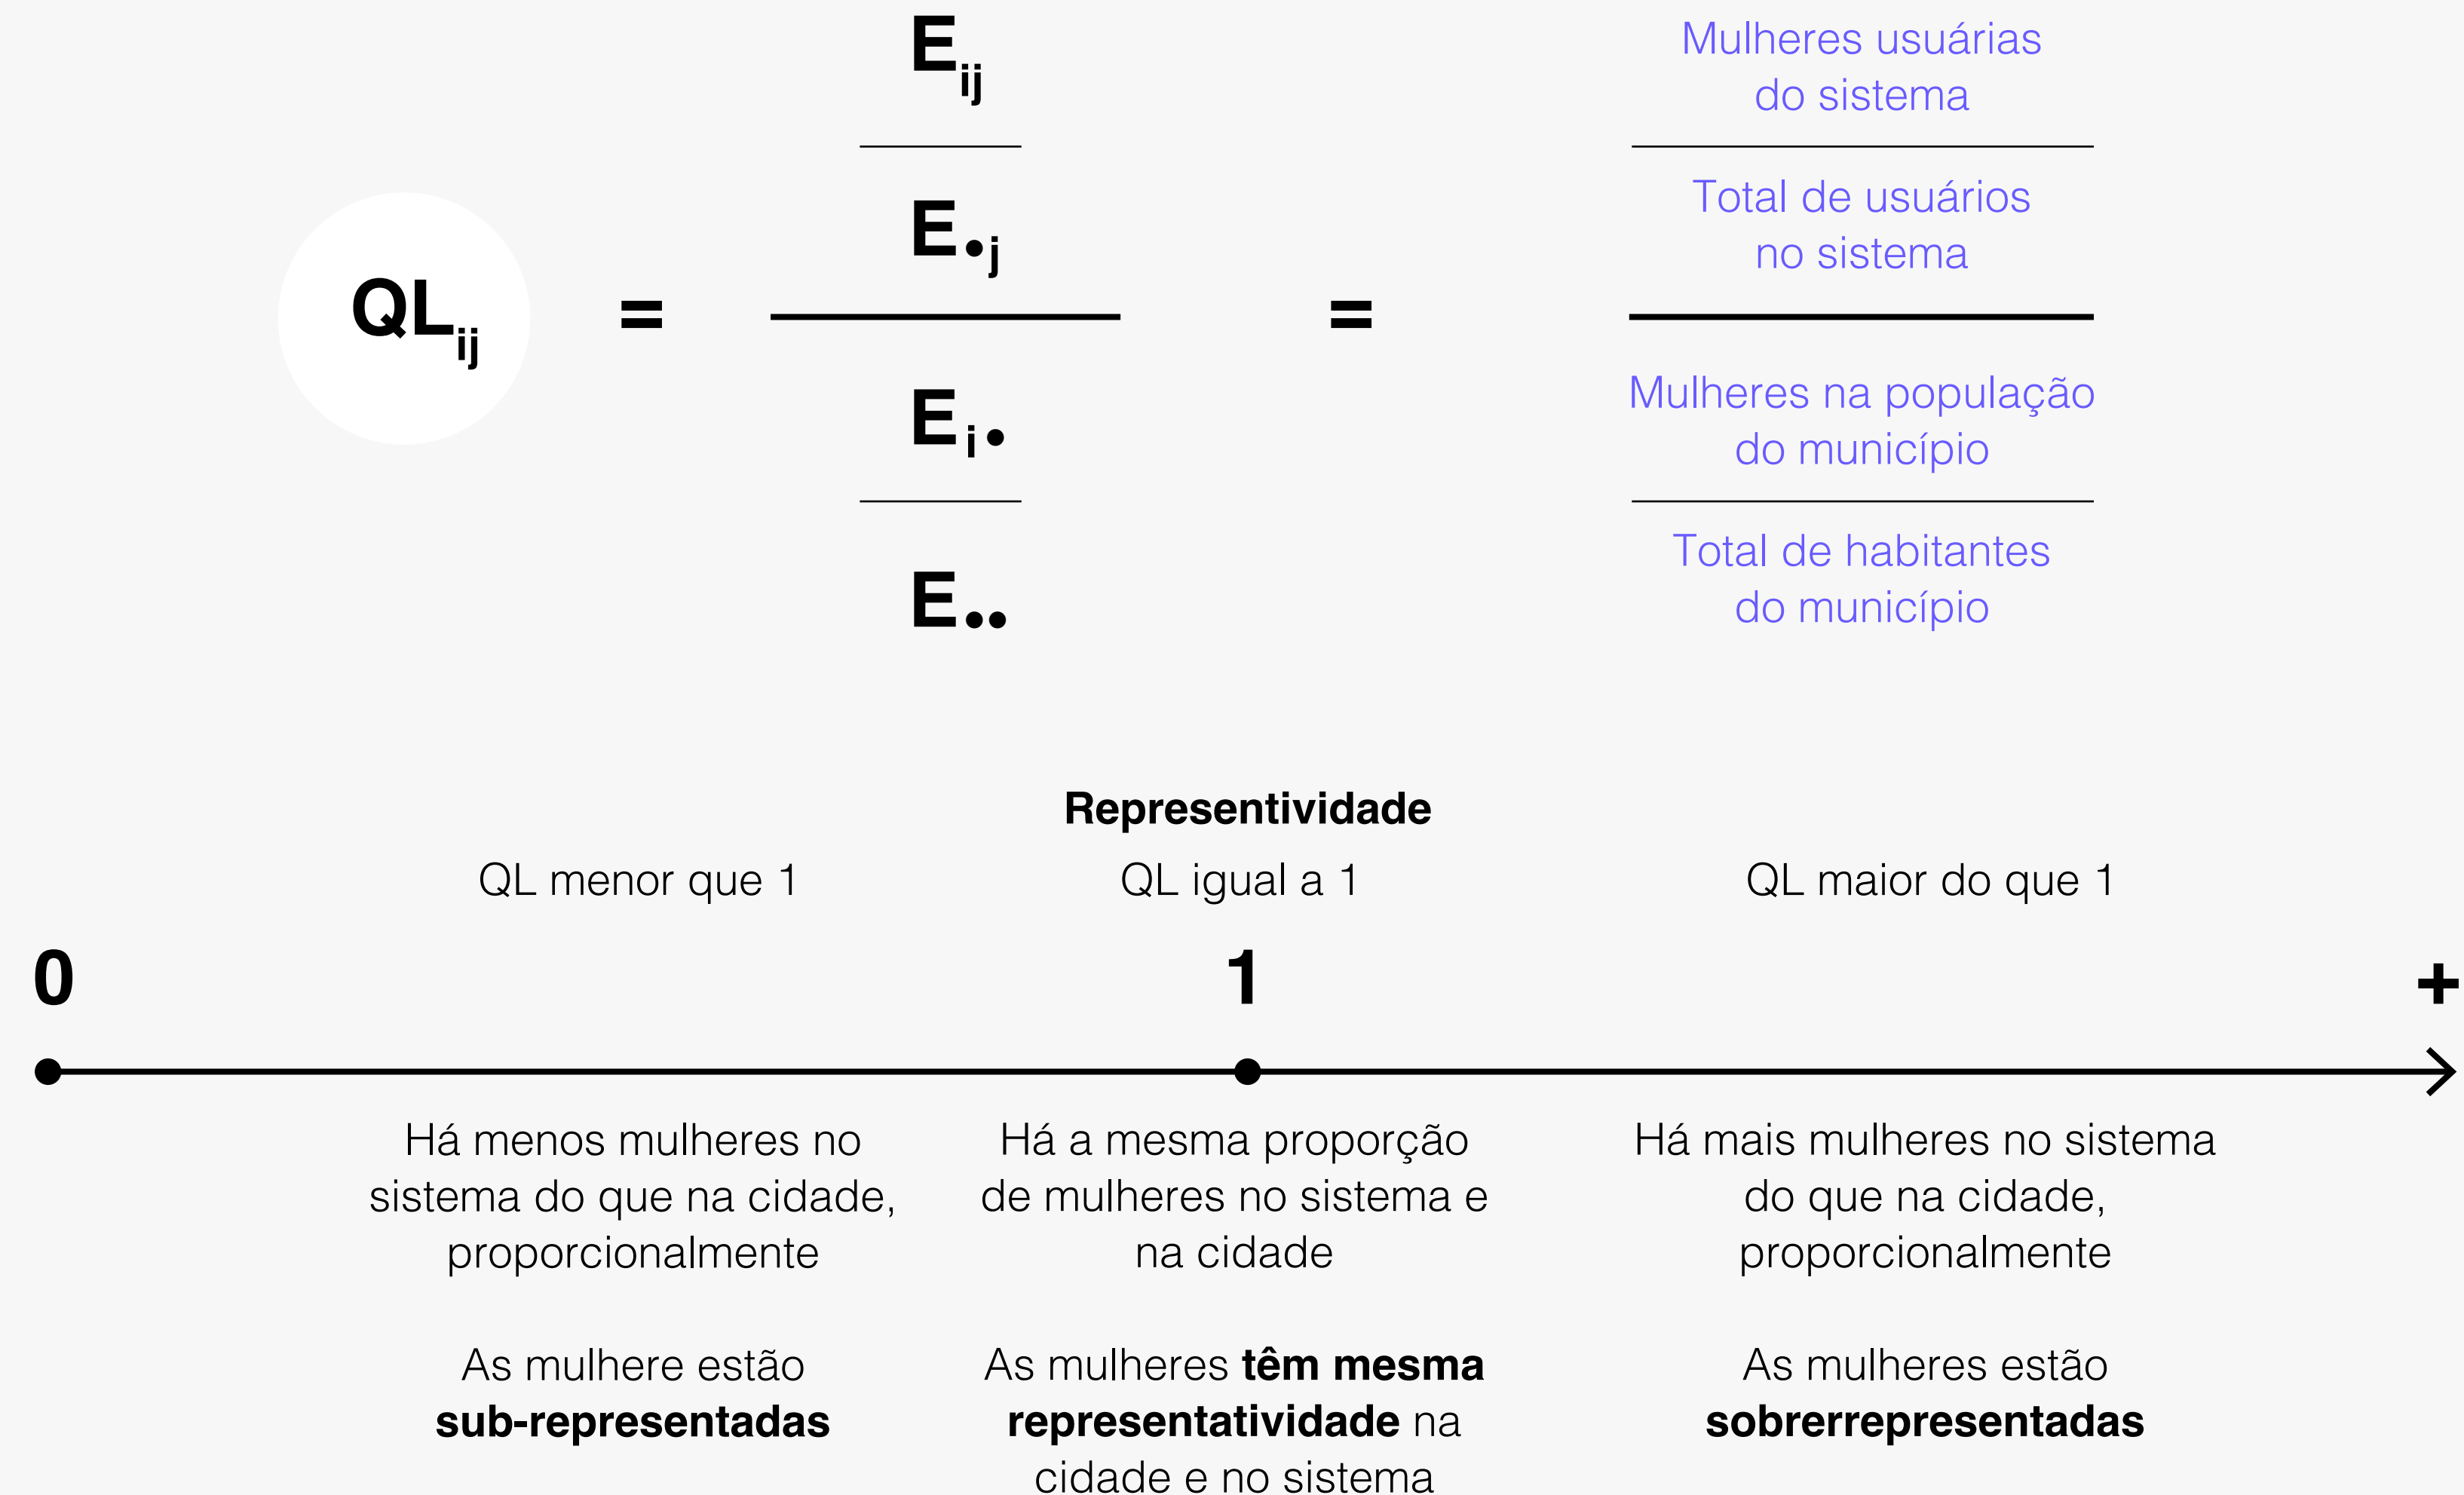 QLij
=
Eij
E•j
Ei•
E••
=
Mulheres usuárias
do sistema
Total de usuários
no sistema
Mulheres na população
do município
Total de habitantes
do município
Representividade
QL menor que 1
QL igual a 1
QL maior do que 1
0
1
+
Há menos mulheres no
sistema do que na cidade,
proporcionalmente
As mulhere estão
sub-representadas
Há a mesma proporção
de mulheres no sistema e
na cidade
As mulheres têm mesma
representatividade na
cidade e no sistema
Há mais mulheres no sistema
do que na cidade,
proporcionalmente
As mulheres estão
sobrerrepresentadas